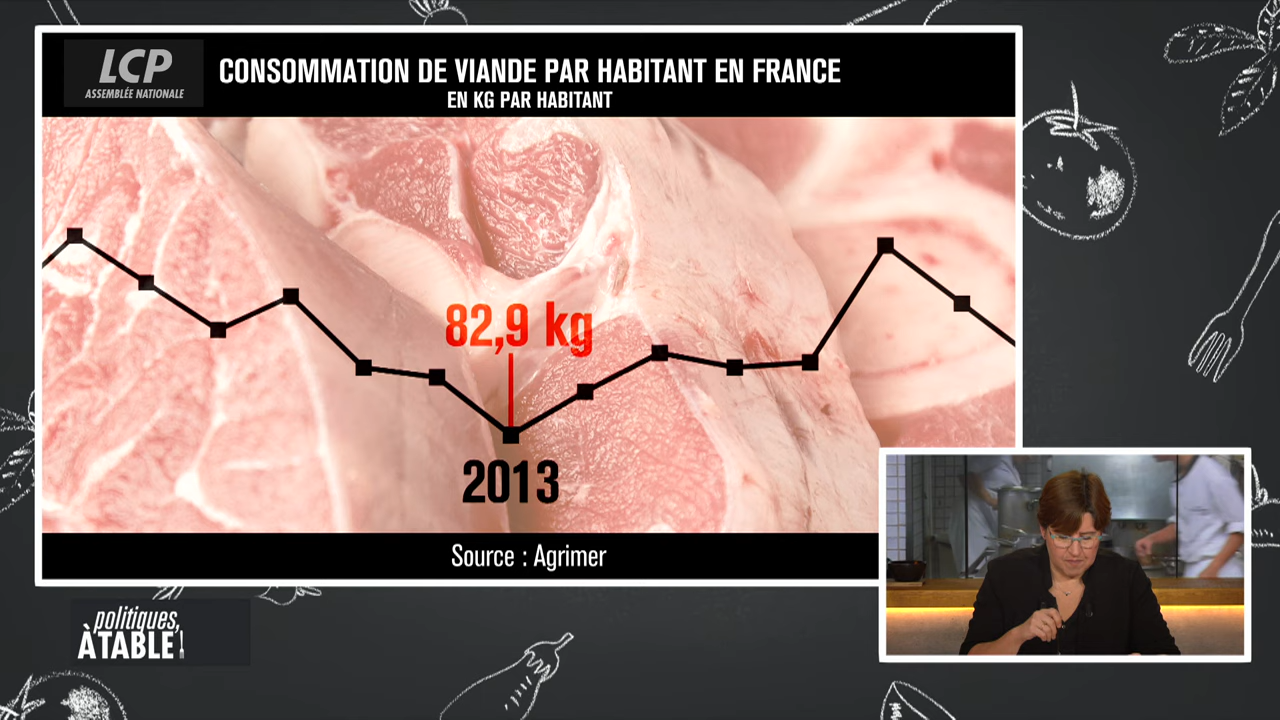 LCP
ASSEMBLÉE NATIONALE
CONSOMMATION DE VIANDE PAR HABITANT EN FRANCE
EN KG PAR HABITANT
82,9 kg
2013
Source : Agrimer
politiques,
À TABLE!